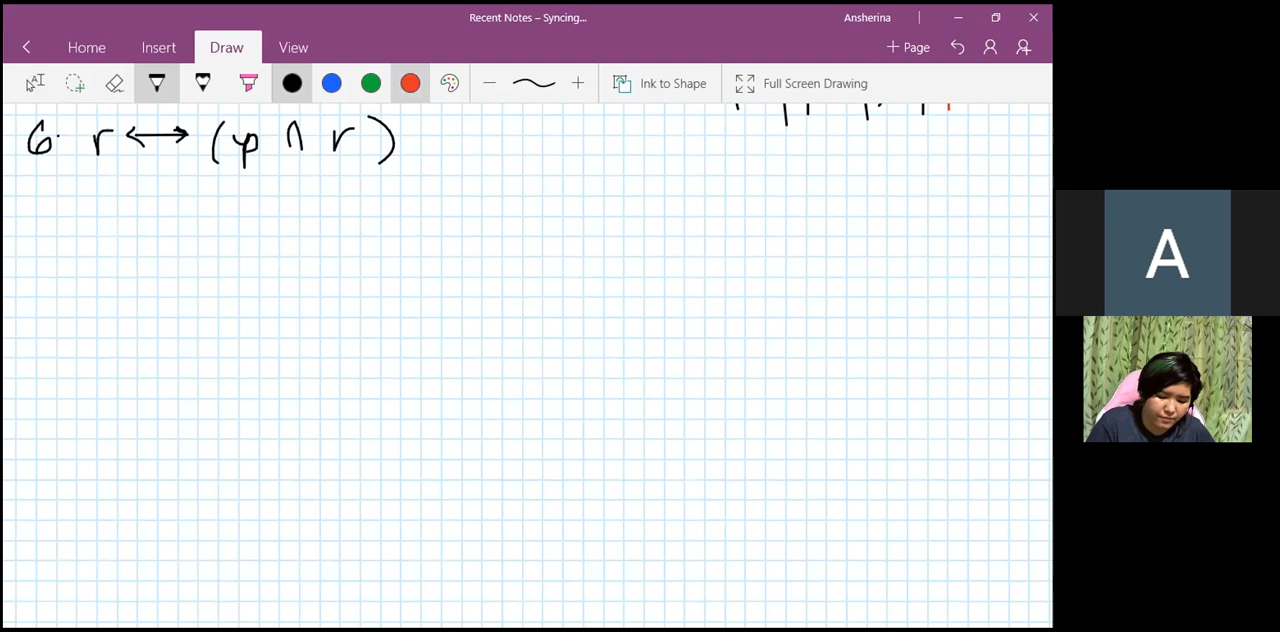 Recent Notes – Syncing...
Ansherina
Home
Insert
Draw
View
Page
Ink to Shape
Full Screen Drawing
6. r ↔ (p ∧ r)
A